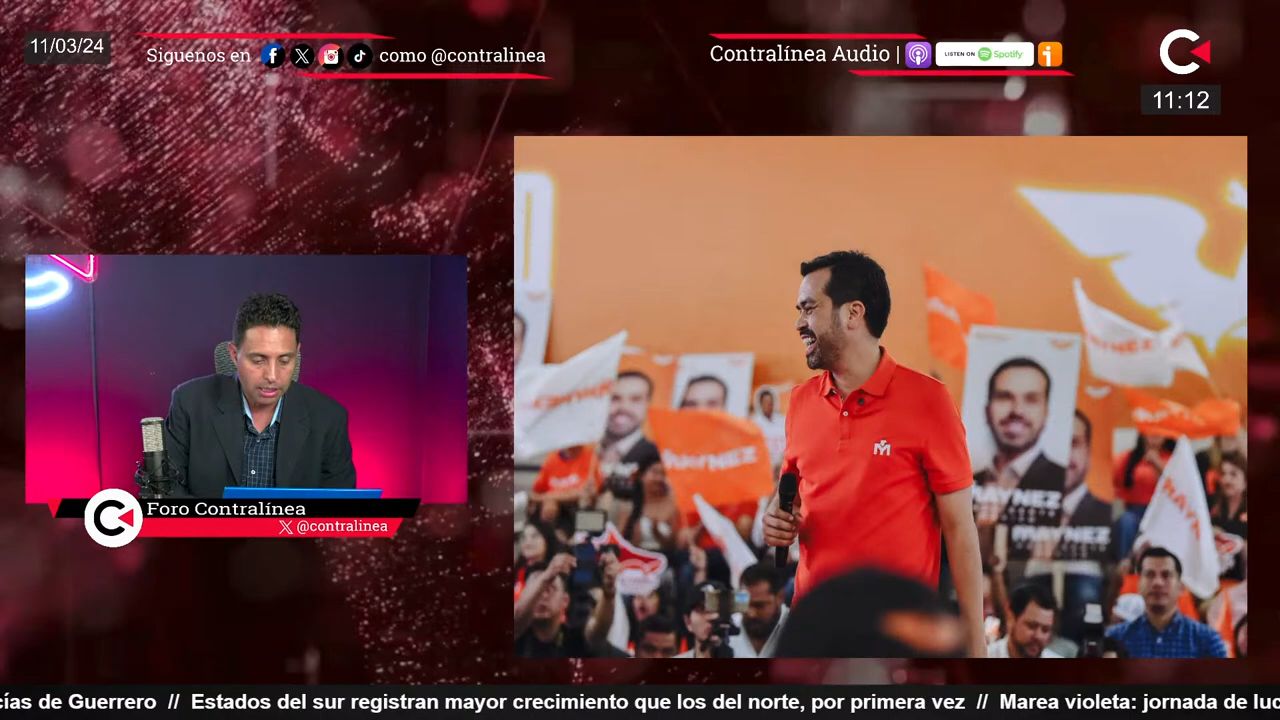 11/03/24
Síguenos en como @contralinea
Contralínea Audio |
LISTEN ON Spotify
11:12
MAYNEZ
MAYNEZ
MAYNEZ
Foro Contralínea
@contralinea
cías de Guerrero // Estados del sur registran mayor crecimiento que los del norte, por primera vez // Marea violeta: jornada de luc